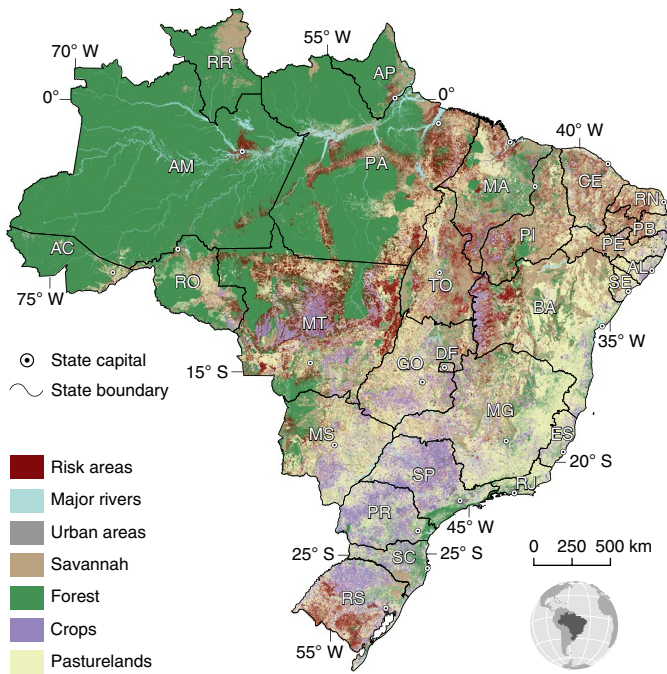 55° W
70° W
RR
AP
0°
0°
40° W
AM
PA
MA
CE
RN
PB
PI
PE
AC
AL
SE
RO
TO
BA
75° W
MT
35° W
State capital
GO
DF
15° S
State boundary
MG
MS
ES
20° S
Risk areas
SP
RJ
Major rivers
PR
45° W
Urban areas
25° S
SC
25° S
0 250 500 km
Savannah
Forest
RS
Crops
55° W
Pasturelands